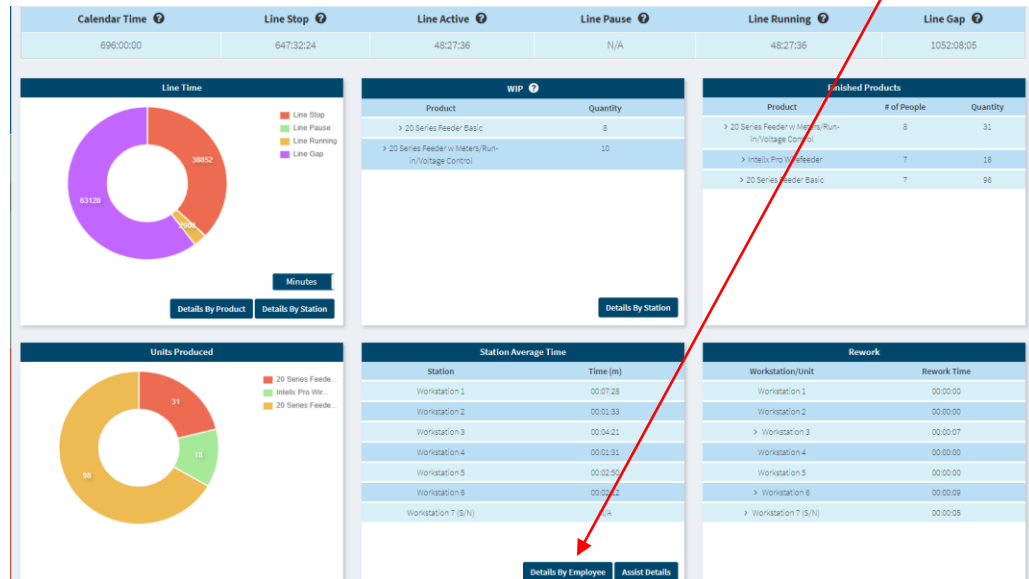 Calendar Time Line Stop Line Active Line Pause Line Running Line Gap
696:00:00 647:32:24 48:27:36 N/A 48:27:36 1052:08:05
Line Time
38852
63128
Line Stop
Line Pause
Line Running
Line Gap
Minutes
Details By Product Details By Station
WIP
Product Quantity
> 20 Series Feeder Basic 8
> 20 Series Feeder w Meters/Run-
in/Voltage Control 10
Details By Station
Finished Products
Product # of People Quantity
> 20 Series Feeder w Meters/Run-
in/Voltage Control 8 31
> Intelix Pro Wirefeeder 7 18
> 20 Series Feeder Basic 7 98
Units Produced
31
18
98
20 Series Feede...
Intelix Pro Wir...
20 Series Feede...
Station Average Time
Station Time (m)
Workstation 1 00:07:28
Workstation 2 00:01:33
Workstation 3 00:04:21
Workstation 4 00:01:31
Workstation 5 00:02:50
Workstation 6
Workstation 7 (S/N) N/A
Details By Employee Assist Details
Rework
Workstation/Unit Rework Time
Workstation 1 00:00:00
Workstation 2 00:00:00
> Workstation 3 00:00:07
Workstation 4 00:00:00
Workstation 5 00:00:00
> Workstation 6 00:00:09
> Workstation 7 (S/N) 00:00:05